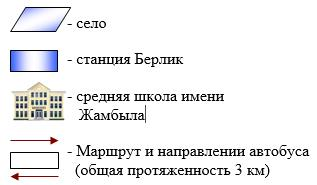 - село
- станция Берлик
- средняя школа имени
Жамбыла
- Маршрут и направлении автобуса
(общая протяженность 3 км)